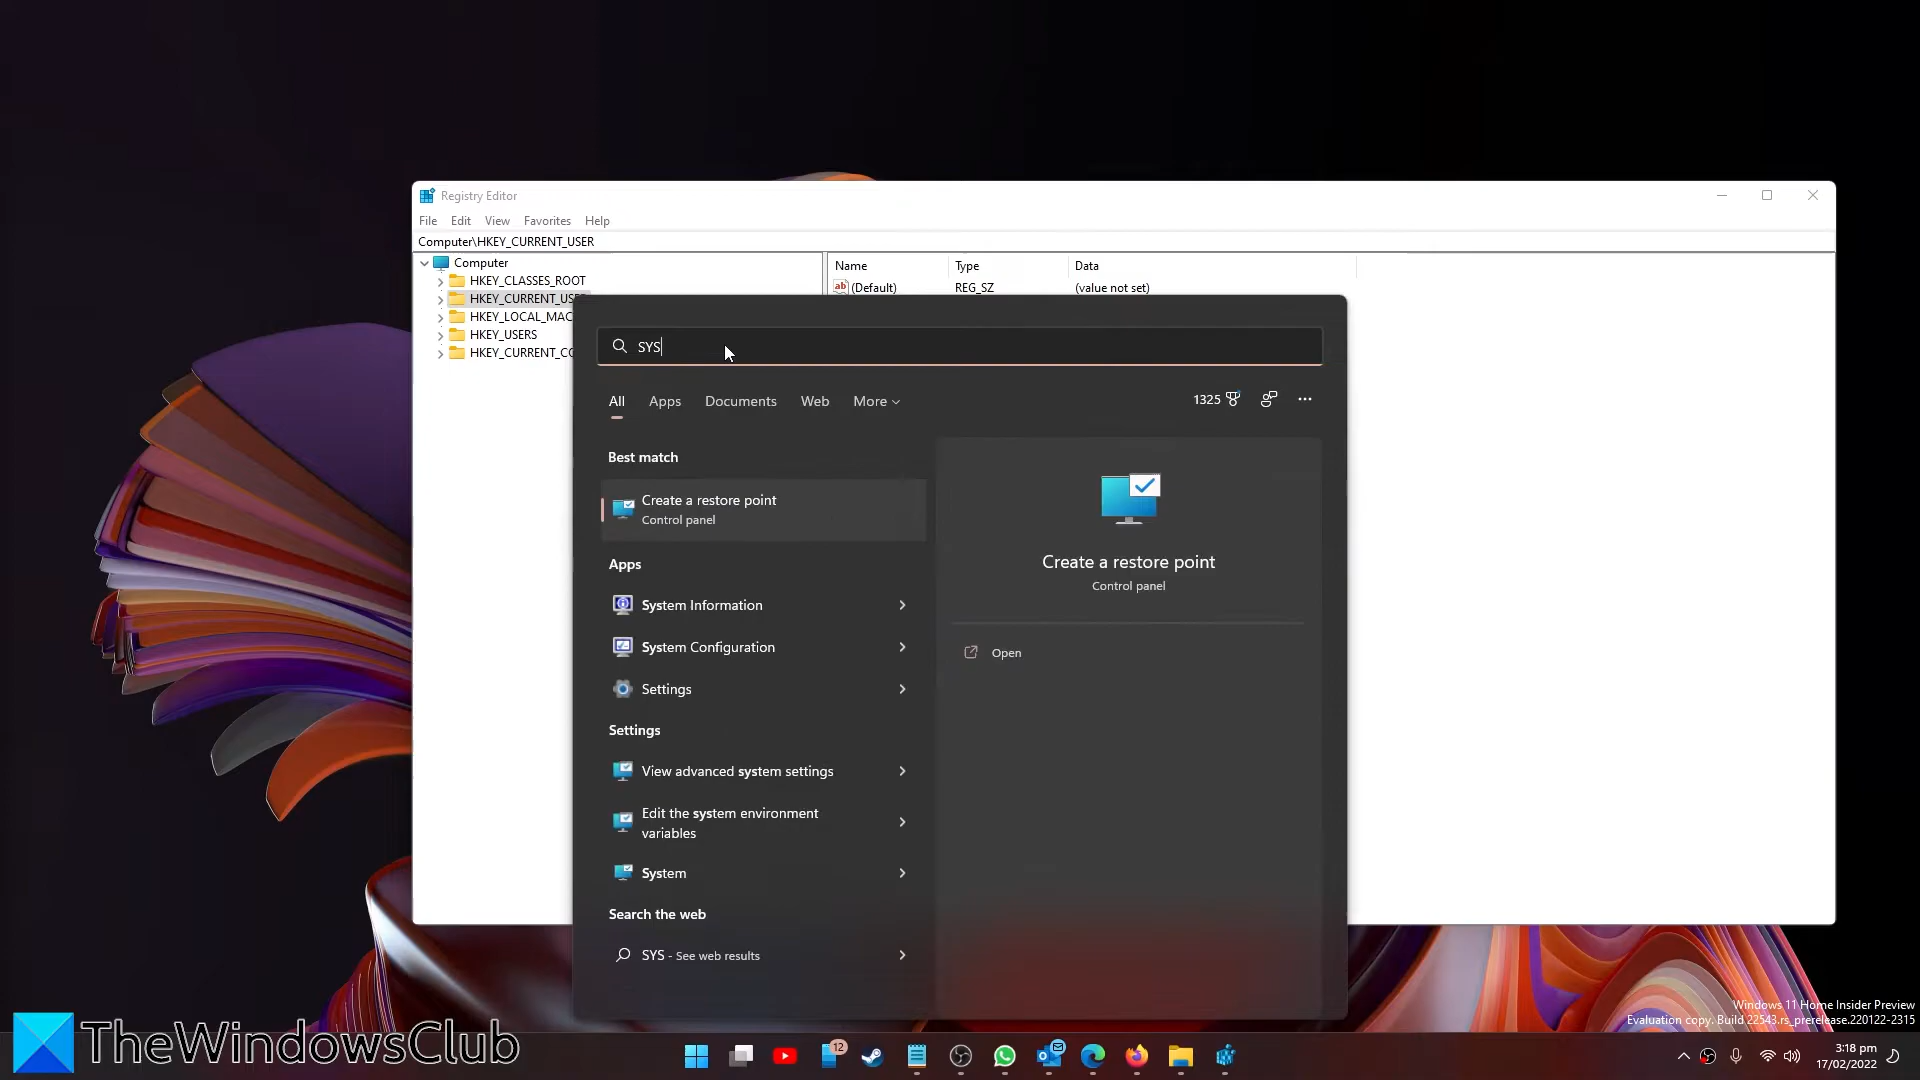 Registry Editor
File Edit View Favorites Help
Computer\HKEY_CURRENT_USER
Computer
HKEY_CLASSES_ROOT
HKEY_CURRENT_USE
HKEY_LOCAL_MAC
HKEY_USERS
HKEY_CURRENT_CO
Name Type Data
ab (Default) REG_SZ (value not set)
SYS
All Apps Documents Web More
1325
Best match
Create a restore point
Control panel
Apps
System Information
System Configuration
Settings
Settings
View advanced system settings
Edit the system environment
variables
System
Search the web
SYS - See web results
Create a restore point
Control panel
Open
Windows 11 Home Insider Preview
Evaluation copy. Build 22543.rs_prerelease.220122-2315
TheWindowsClub
12
3:18 pm
17/02/2022